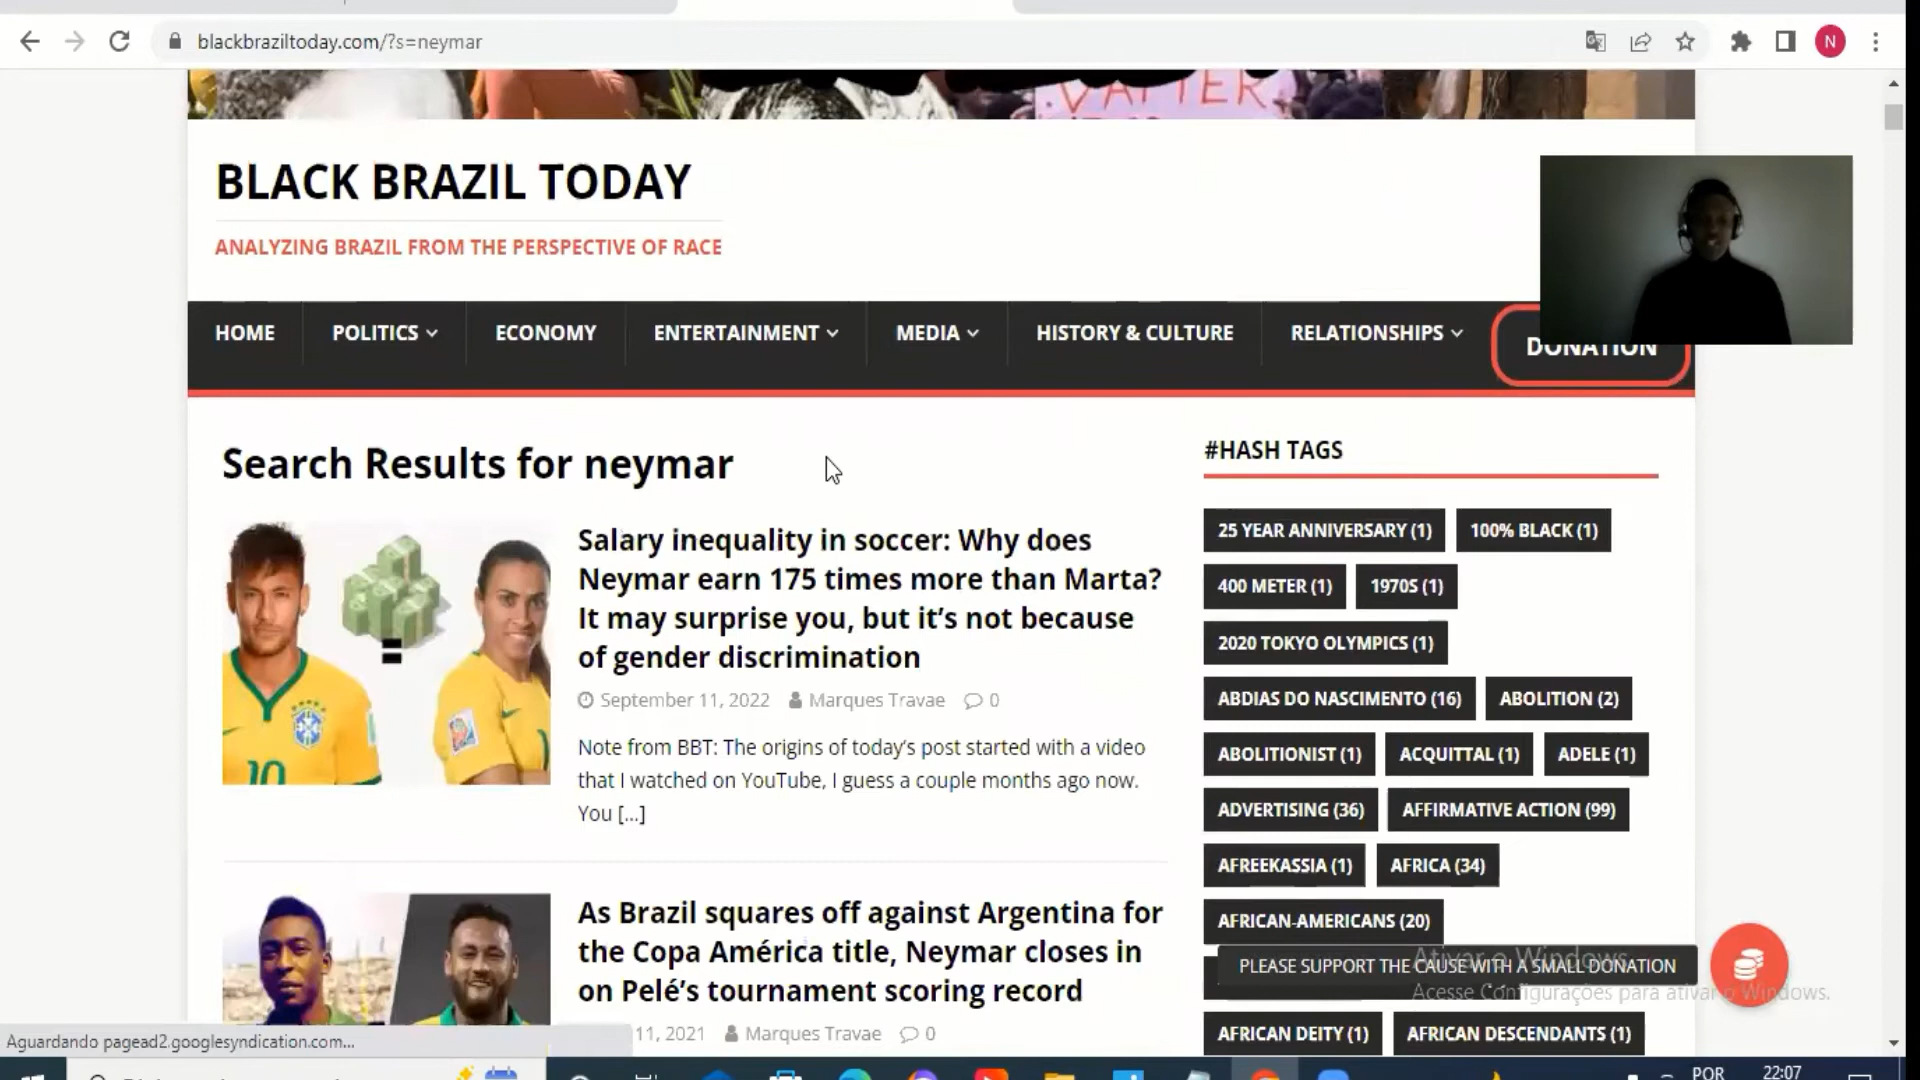 blackbraziltoday.com/?s=neymar
N
BLACK BRAZIL TODAY
ANALYZING BRAZIL FROM THE PERSPECTIVE OF RACE
HOME
POLITICS
ECONOMY
ENTERTAINMENT
MEDIA
HISTORY & CULTURE
RELATIONSHIPS
DONATION
Search Results for neymar
Salary inequality in soccer: Why does
Neymar earn 175 times more than Marta?
It may surprise you, but it’s not because
of gender discrimination
September 11, 2022 Marques Travae 0
Note from BBT: The origins of today’s post started with a video
that I watched on YouTube, I guess a couple months ago now.
You [...]
10
As Brazil squares off against Argentina for
the Copa América title, Neymar closes in
on Pelé’s tournament scoring record
11, 2021 Marques Travae 0
#HASH TAGS
25 YEAR ANNIVERSARY (1) 100% BLACK (1)
400 METER (1) 1970S (1)
2020 TOKYO OLYMPICS (1)
ABDIAS DO NASCIMENTO (16) ABOLITION (2)
ABOLITIONIST (1) ACQUITTAL (1) ADELE (1)
ADVERTISING (36) AFFIRMATIVE ACTION (99)
AFREEKASSIA (1) AFRICA (34)
AFRICAN-AMERICANS (20)
PLEASE SUPPORT THE CAUSE WITH A SMALL DONATION
Ativar o Windows
Acesse Configurações para ativar o Windows.
AFRICAN DEITY (1) AFRICAN DESCENDANTS (1)
Aguardando pagead2.googlesyndication.com...
POR
22:07